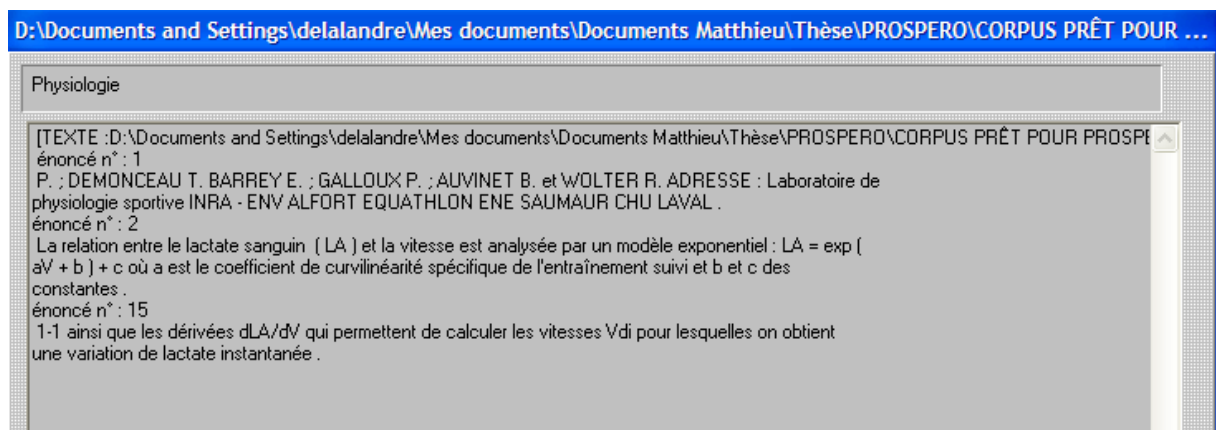 D:\Documents and Settings\delalandre\Mes documents\Documents Matthieu\Thèse\PROSPERO\CORPUS PRÊT POUR ...
Physiologie
[TEXTE :D:\Documents and Settings\delalandre\Mes documents\Documents Matthieu\Thèse\PROSPERO\CORPUS PRÊT POUR PROSPE
énoncé n° : 1
P. ; DEMONCEAU T. BARREY E. ; GALLOUX P. ; AUVINET B. et WOLTER R. ADRESSE : Laboratoire de
physiologie sportive INRA - ENV ALFORT EQUATHLON ENE SAUMAUR CHU LAVAL .
énoncé n° : 2
La relation entre le lactate sanguin ( LA ) et la vitesse est analysée par un modèle exponentiel : LA = exp (
aV + b ) + c où a est le coefficient de curvilinéarité spécifique de l'entraînement suivi et b et c des
constantes .
énoncé n° : 15
1-1 ainsi que les dérivées dLA/dV qui permettent de calculer les vitesses Vdi pour lesquelles on obtient
une variation de lactate instantanée .